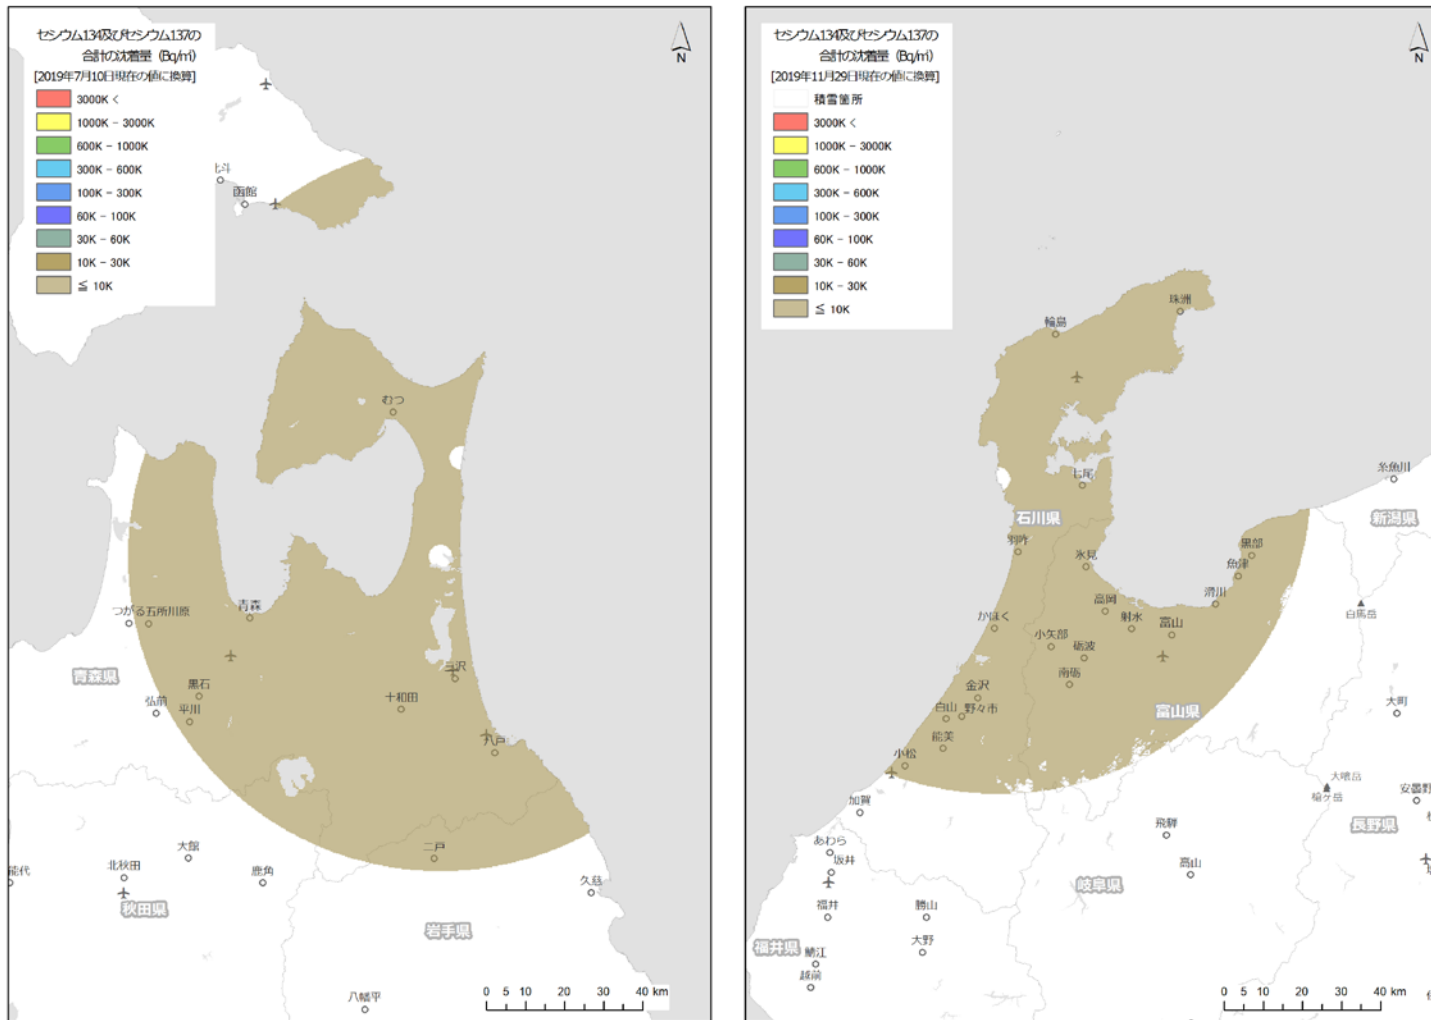 セシウム134及びセシウム137の
合計の沈着量 (Bq/㎡)
[2019年7月10日現在の値に換算]
3000K <
1000K - 3000K
600K - 1000K
300K - 600K
100K - 300K
60K - 100K
30K - 60K
10K - 30K
≦ 10K
N
北斗
函館
むつ
つがる
五所川原
青森
青森県
黒石
三沢
弘前
平川
十和田
八戸
大館
二戸
能代
北秋田
鹿角
久慈
秋田県
岩手県
八幡平
0 5 10 20 30 40 km
セシウム134及びセシウム137の
合計の沈着量 (Bq/㎡)
[2019年11月29日現在の値に換算]
積雪箇所
3000K <
1000K - 3000K
600K - 1000K
300K - 600K
100K - 300K
60K - 100K
30K - 60K
10K - 30K
≦ 10K
N
珠洲
輪島
七尾
糸魚川
石川県
新潟県
羽咋
氷見
黒部
魚津
高岡
滑川
白馬岳
かほく
射水
富山
小矢部
砺波
南砺
金沢
白山
野々市
富山県
大町
能美
小松
大喰岳
槍ヶ岳
安曇野
加賀
長野県
飛騨
あわら
坂井
高山
岐阜県
福井
勝山
福井県
大野
鯖江
越前
0 5 10 20 30 40 km